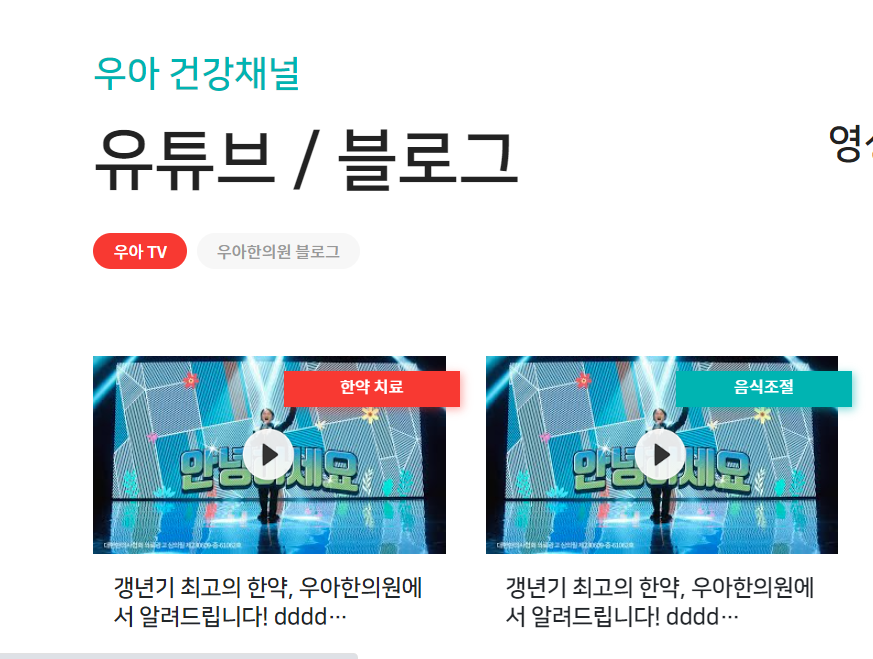 우아 건강채널
유튜브 / 블로그
영상
우아 TV
우아한의원 블로그
한약 치료
음식조절
안녕하세요
안녕하세요
갱년기 최고의 한약, 우아한의원에
서 알려드립니다! dddd…
갱년기 최고의 한약, 우아한의원에
서 알려드립니다! dddd…